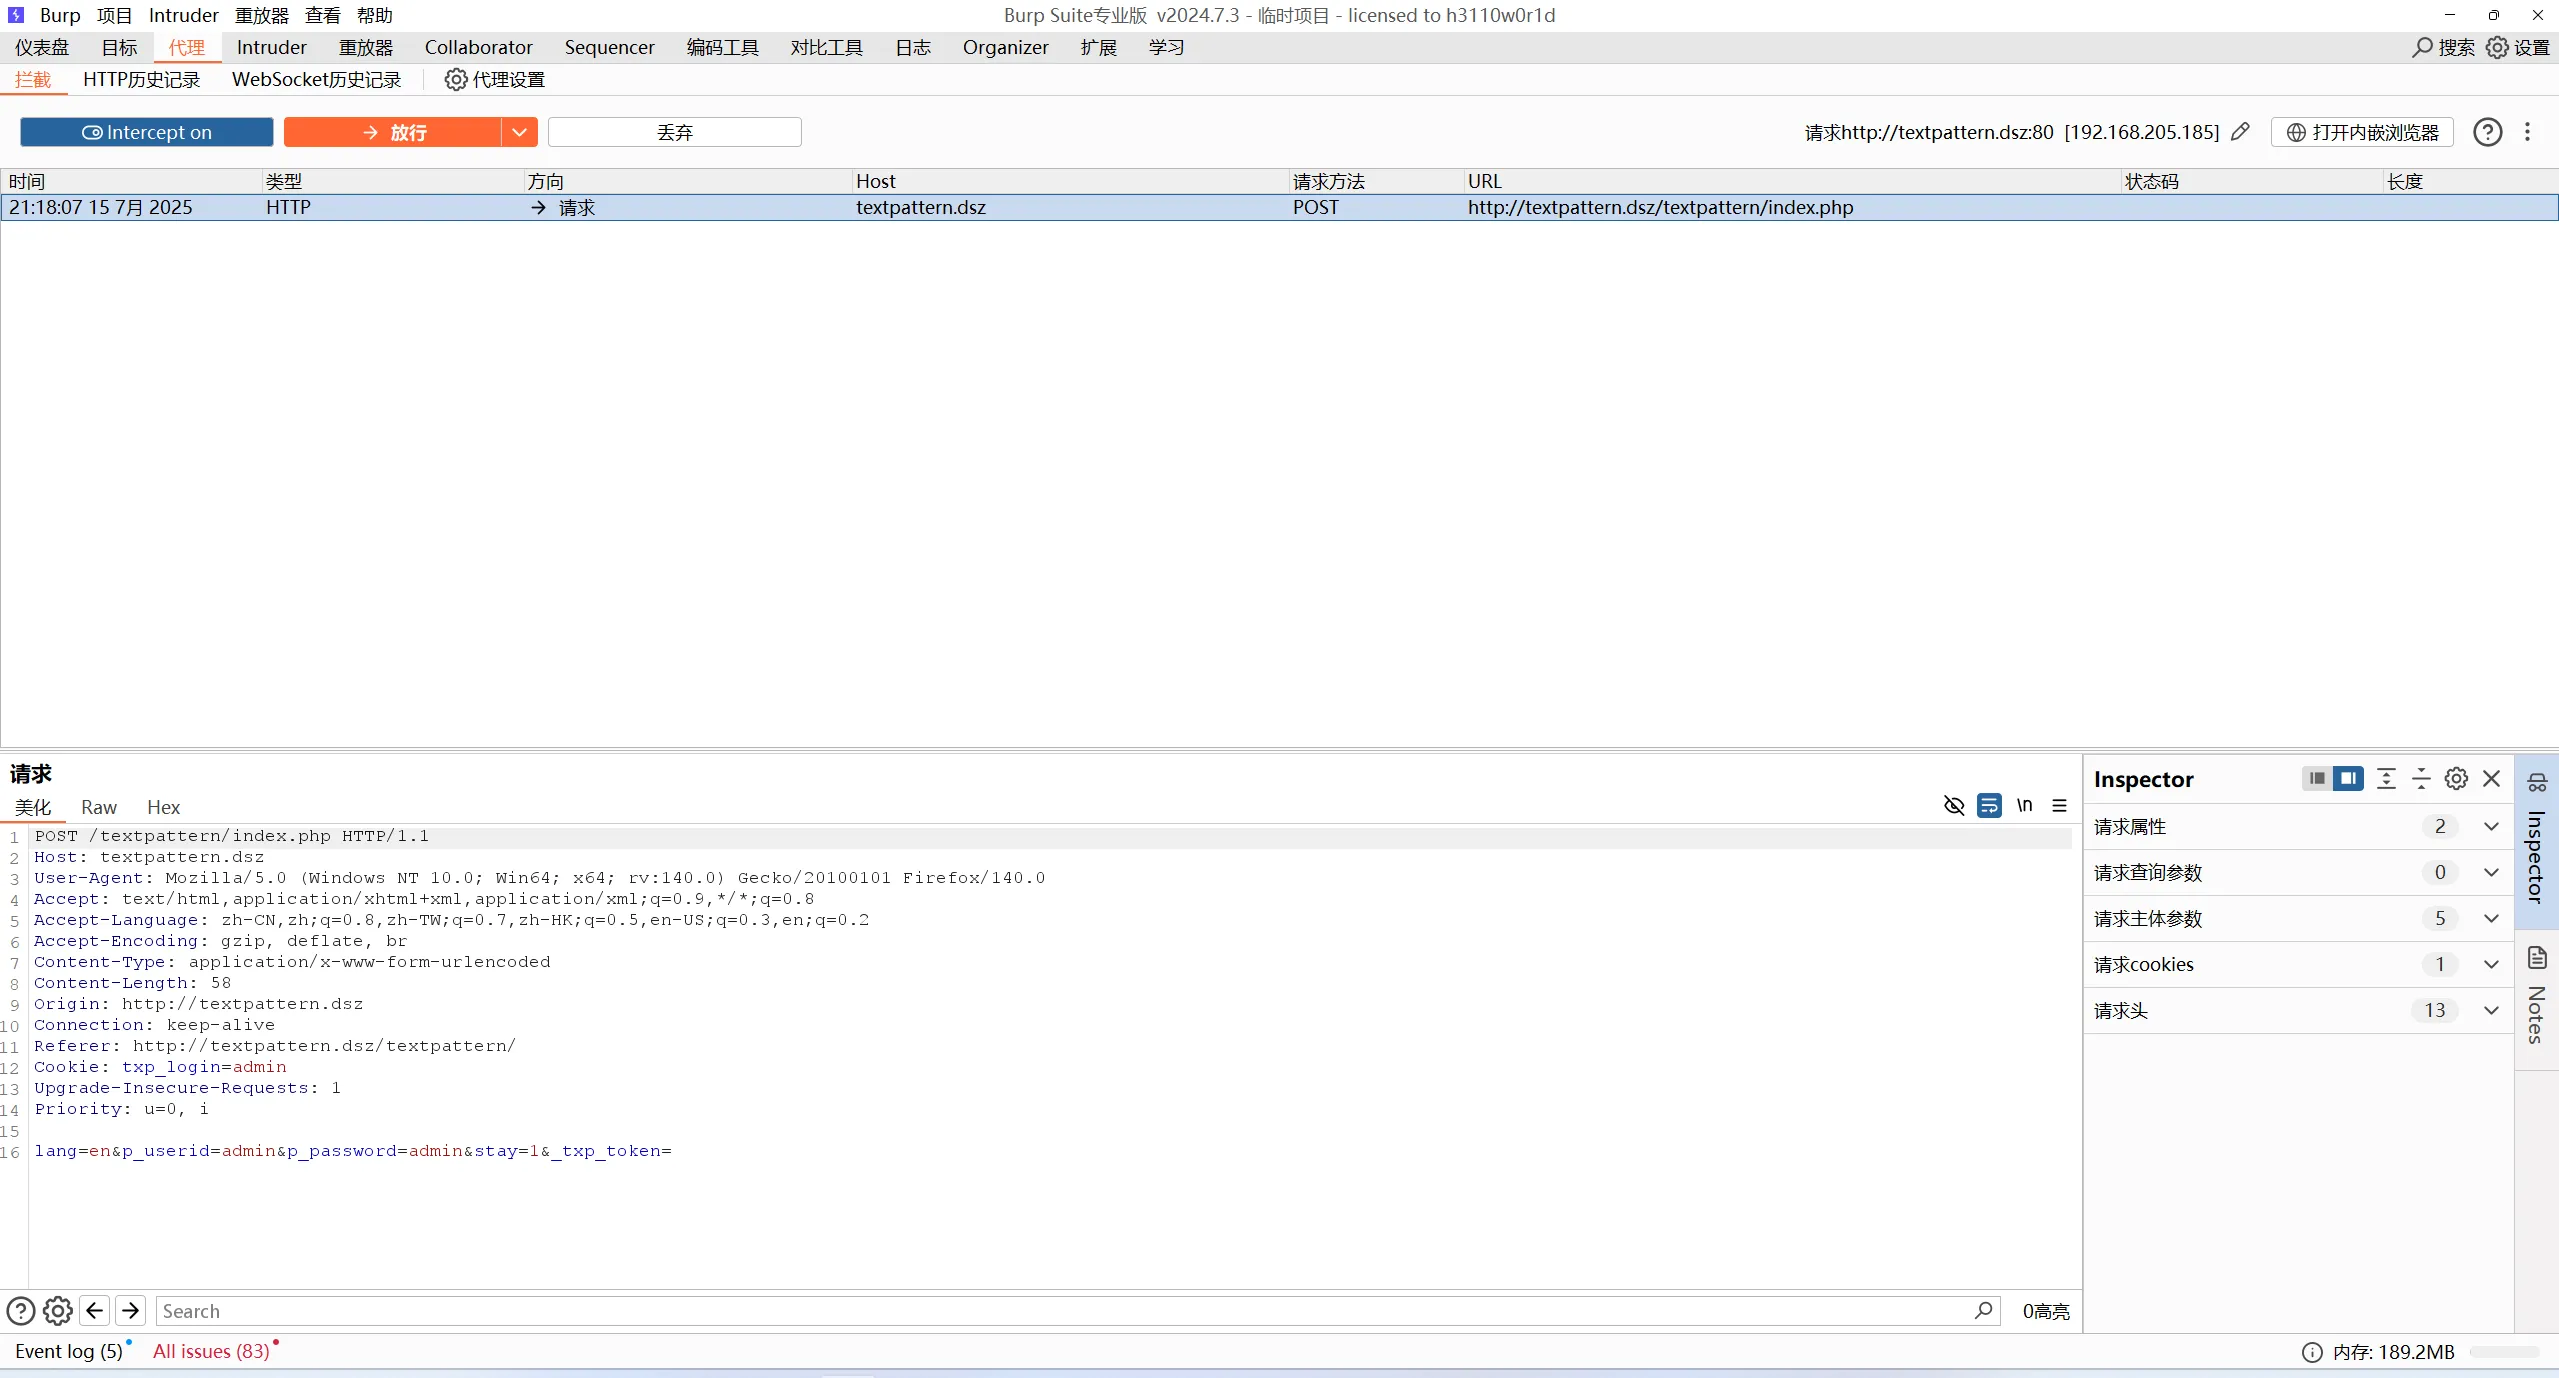 Burp 项目 Intruder 重放器 查看 帮助
Burp Suite专业版 v2024.7.3 - 临时项目 - licensed to h3110w0r1d
仪表盘 目标 代理 Intruder 重放器 Collaborator Sequencer 编码工具 对比工具 日志 Organizer 扩展 学习 搜索 设置
拦截 HTTP历史记录 WebSocket历史记录 代理设置
Intercept on 放行 丢弃 请求http://textpattern.dsz:80 [192.168.205.185] 打开内嵌浏览器
时间 类型 方向 Host 请求方法 URL 状态码 长度
21:18:07 15 7月 2025 HTTP → 请求 textpattern.dsz POST http://textpattern.dsz/textpattern/index.php
请求
美化 Raw Hex \n
1 POST /textpattern/index.php HTTP/1.1
2 Host: textpattern.dsz
3 User-Agent: Mozilla/5.0 (Windows NT 10.0; Win64; x64; rv:140.0) Gecko/20100101 Firefox/140.0
4 Accept: text/html,application/xhtml+xml,application/xml;q=0.9,*/*;q=0.8
5 Accept-Language: zh-CN,zh;q=0.8,zh-TW;q=0.7,zh-HK;q=0.5,en-US;q=0.3,en;q=0.2
6 Accept-Encoding: gzip, deflate, br
7 Content-Type: application/x-www-form-urlencoded
8 Content-Length: 58
9 Origin: http://textpattern.dsz
10 Connection: keep-alive
11 Referer: http://textpattern.dsz/textpattern/
12 Cookie: txp_login=admin
13 Upgrade-Insecure-Requests: 1
14 Priority: u=0, i
15
16 lang=en&p_userid=admin&p_password=admin&stay=1&_txp_token=
Search
0高亮
Inspector
请求属性 2
请求查询参数 0
请求主体参数 5
请求cookies 1
请求头 13
Inspector
Notes
Event log (5) All issues (83)
内存: 189.2MB